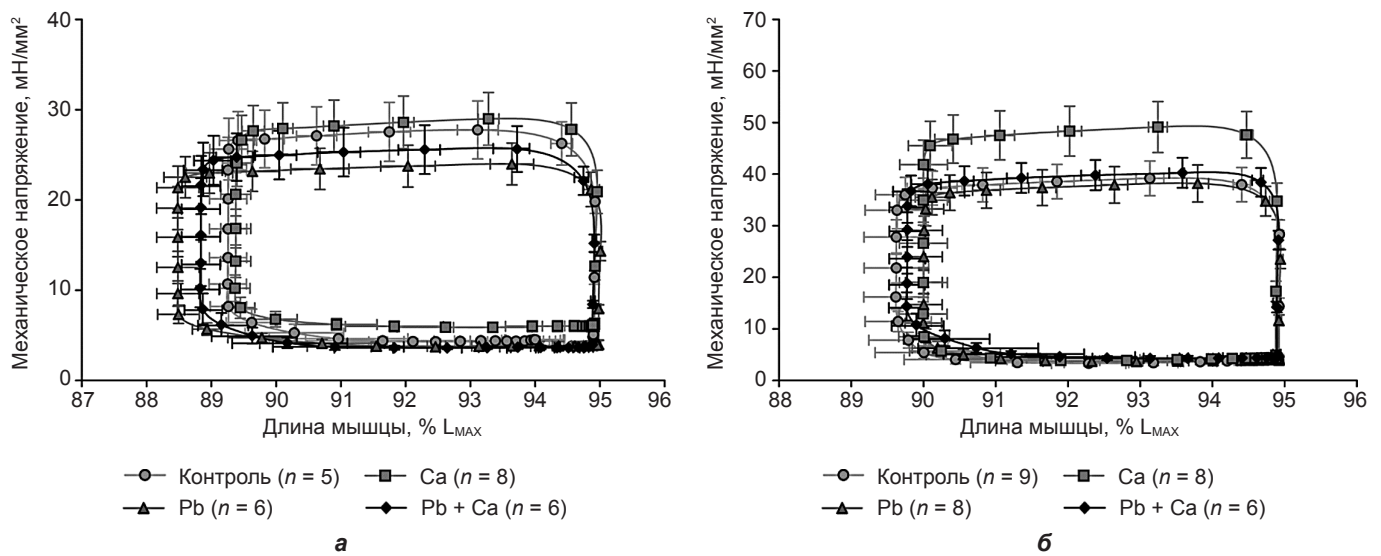 Механическое напряжение, мН/мм²
40
30
20
10
0
87 88 89 90 91 92 93 94 95 96
Длина мышцы, % LMAX
Контроль (n = 5) Ca (n = 8)
Pb (n = 6) Pb + Ca (n = 6)
а
Механическое напряжение, мН/мм²
70
60
50
40
30
20
10
0
88 89 90 91 92 93 94 95 96
Длина мышцы, % LMAX
Контроль (n = 9) Ca (n = 8)
Pb (n = 8) Pb + Ca (n = 6)
б